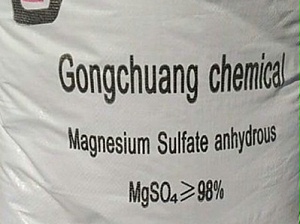 Gongchuang chemical
Magnesium Sulfate anhydrous
MgSO₄≥98%